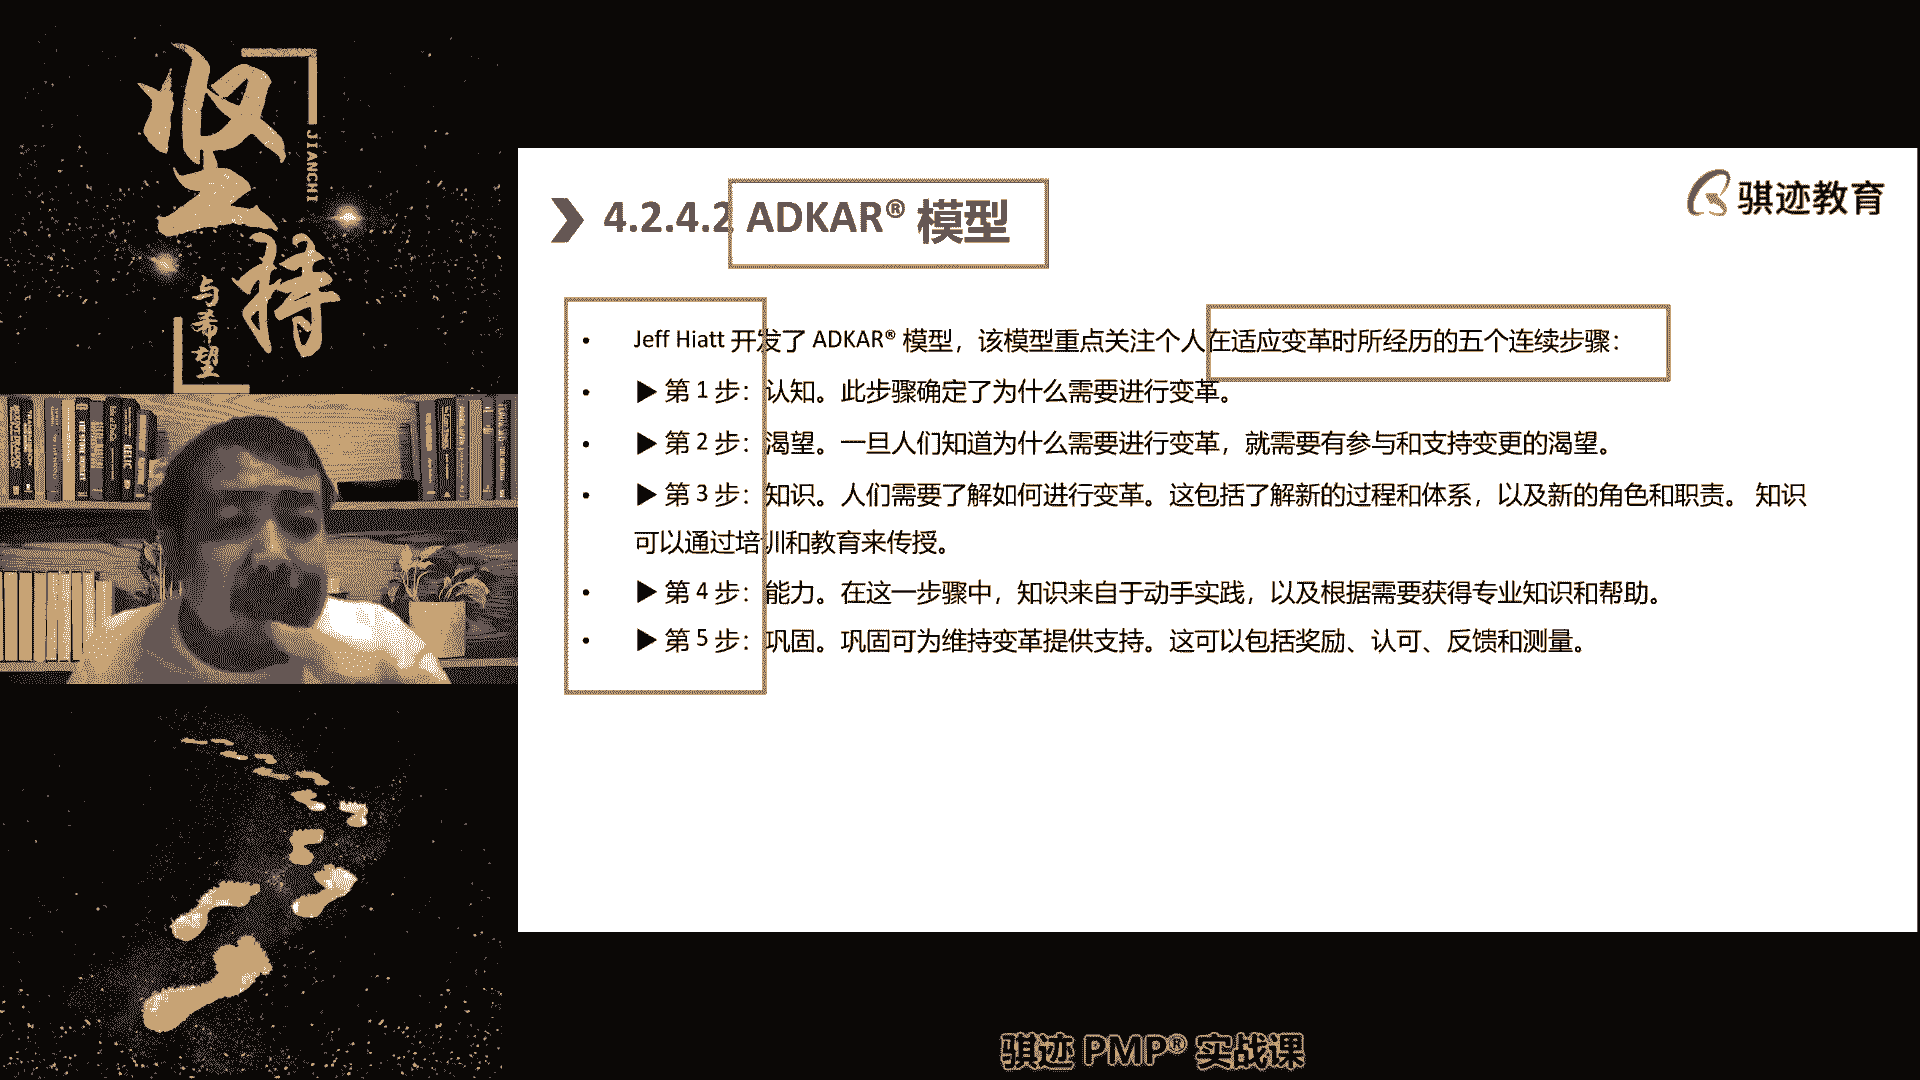 坚持
JIANCHI
与希望
骐迹教育
4.2.4.2 ADKAR® 模型
• Jeff Hiatt 开发了 ADKAR® 模型，该模型重点关注个人在适应变革时所经历的五个连续步骤：
• ▶ 第 1 步：认知。此步骤确定了为什么需要进行变革。
• ▶ 第 2 步：渴望。一旦人们知道为什么需要进行变革，就需要有参与和支持变更的渴望。
• ▶ 第 3 步：知识。人们需要了解如何进行变革。这包括了解新的过程和体系，以及新的角色和职责。 知识
可以通过培训和教育来传授。
• ▶ 第 4 步：能力。在这一步骤中，知识来自于动手实践，以及根据需要获得专业知识和帮助。
• ▶ 第 5 步：巩固。巩固可为维持变革提供支持。这可以包括奖励、认可、反馈和测量。
骐迹 PMP® 实战课